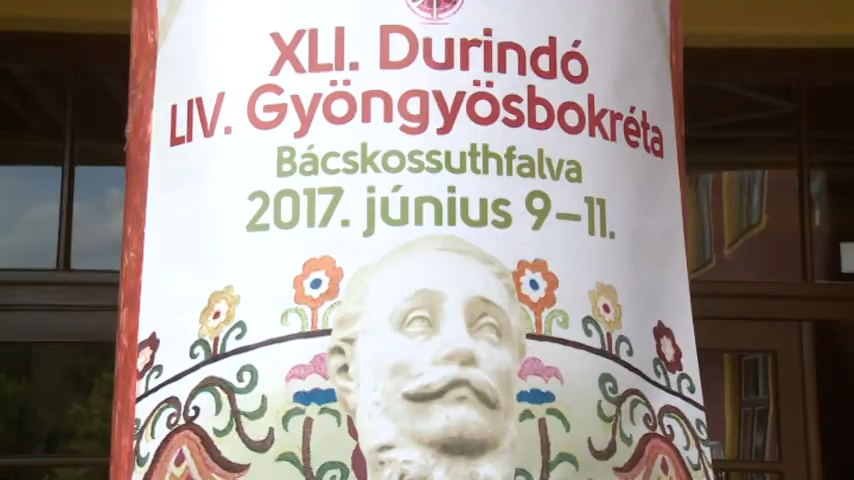 XLI. Durindó
LIV. Gyöngyösbokréta
Bácskossuthfalva
2017. június 9–11.